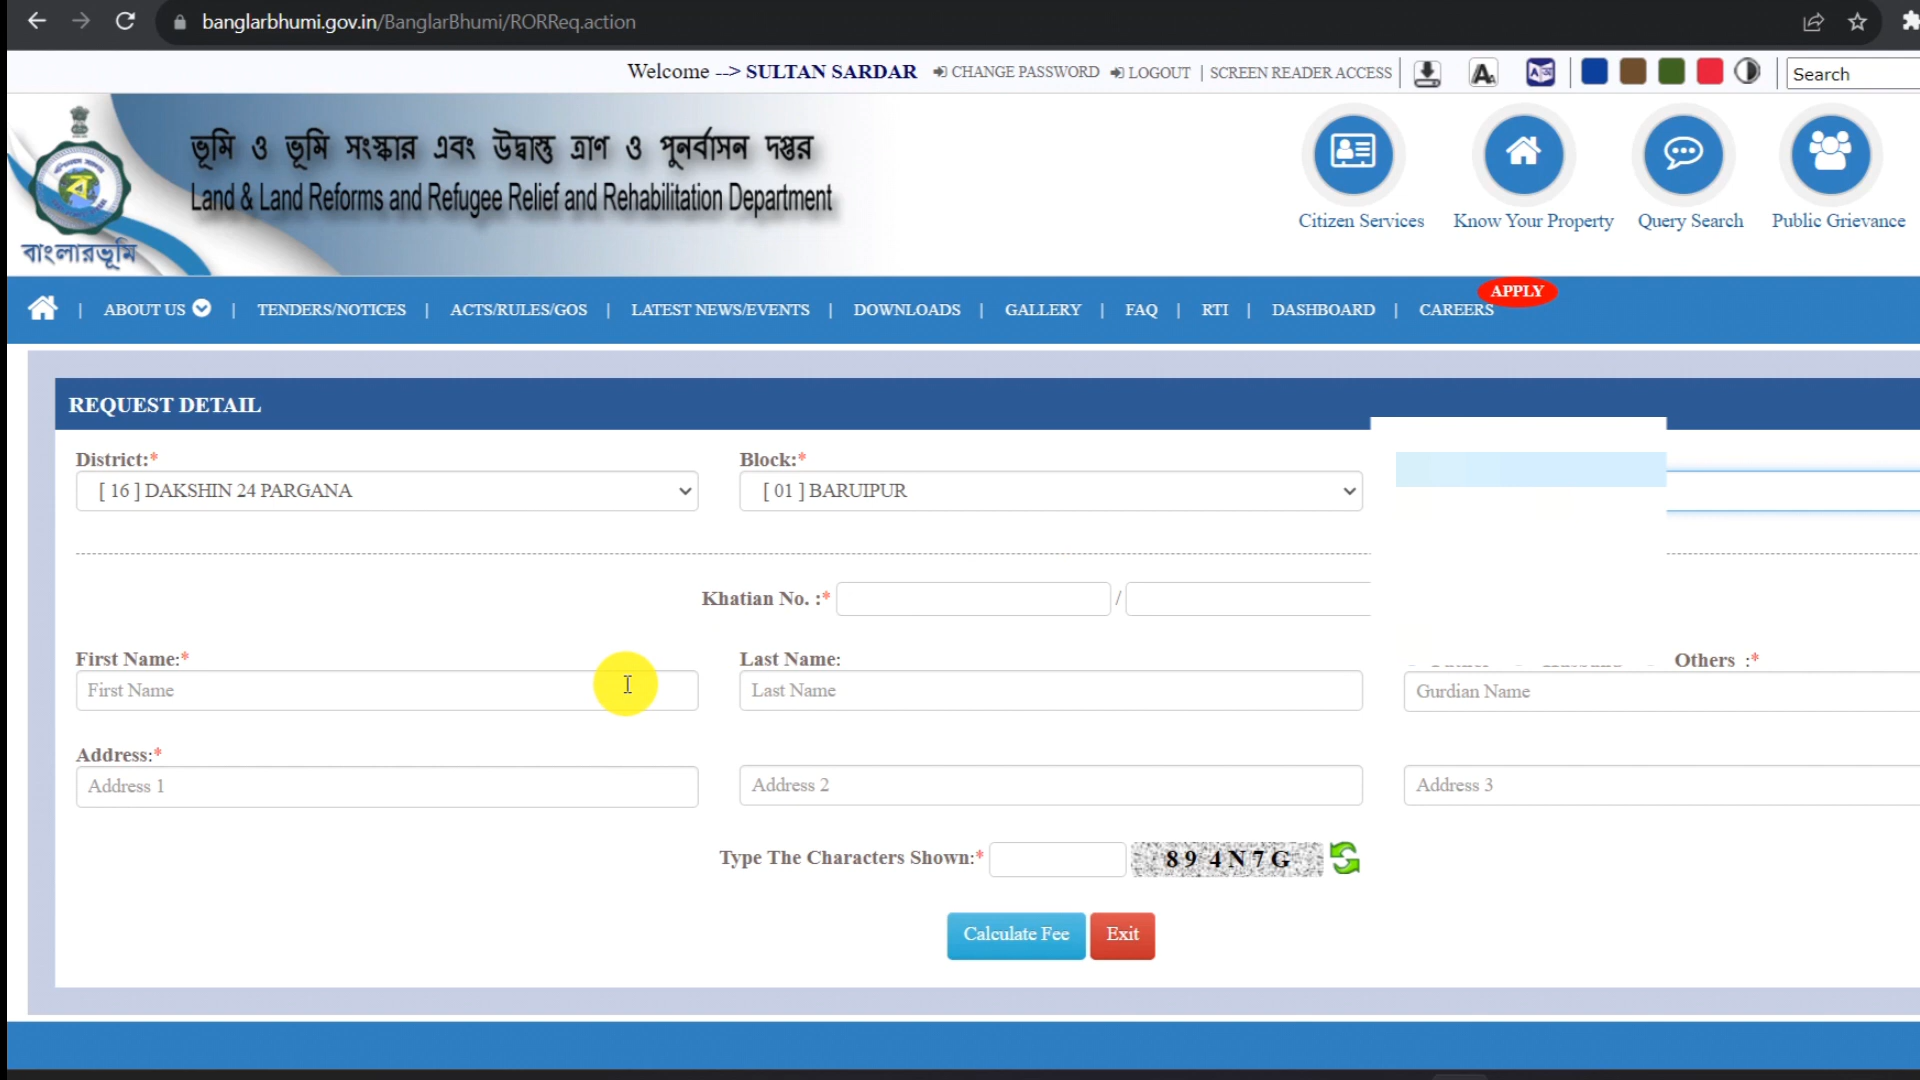 banglarbhumi.gov.in/BanglarBhumi/RORReq.action
Welcome --> SULTAN SARDAR CHANGE PASSWORD LOGOUT | SCREEN READER ACCESS Search
ভূমি ও ভূমি সংস্কার এবং উদ্বাস্তু ত্রাণ ও পুনর্বাসন দপ্তর
Land & Land Reforms and Refugee Relief and Rehabilitation Department
বাংলারভূমি
Citizen Services Know Your Property Query Search Public Grievance
APPLY
| ABOUT US | TENDERS/NOTICES | ACTS/RULES/GOS | LATEST NEWS/EVENTS | DOWNLOADS | GALLERY | FAQ | RTI | DASHBOARD | CAREERS
REQUEST DETAIL
District:* Block:*
[ 16 ] DAKSHIN 24 PARGANA [ 01 ] BARUIPUR
Khatian No. :* /
First Name:* Last Name: Others :*
First Name Last Name Gurdian Name
Address:*
Address 1 Address 2 Address 3
Type The Characters Shown:* 8 9 4 N 7 G
Calculate Fee Exit